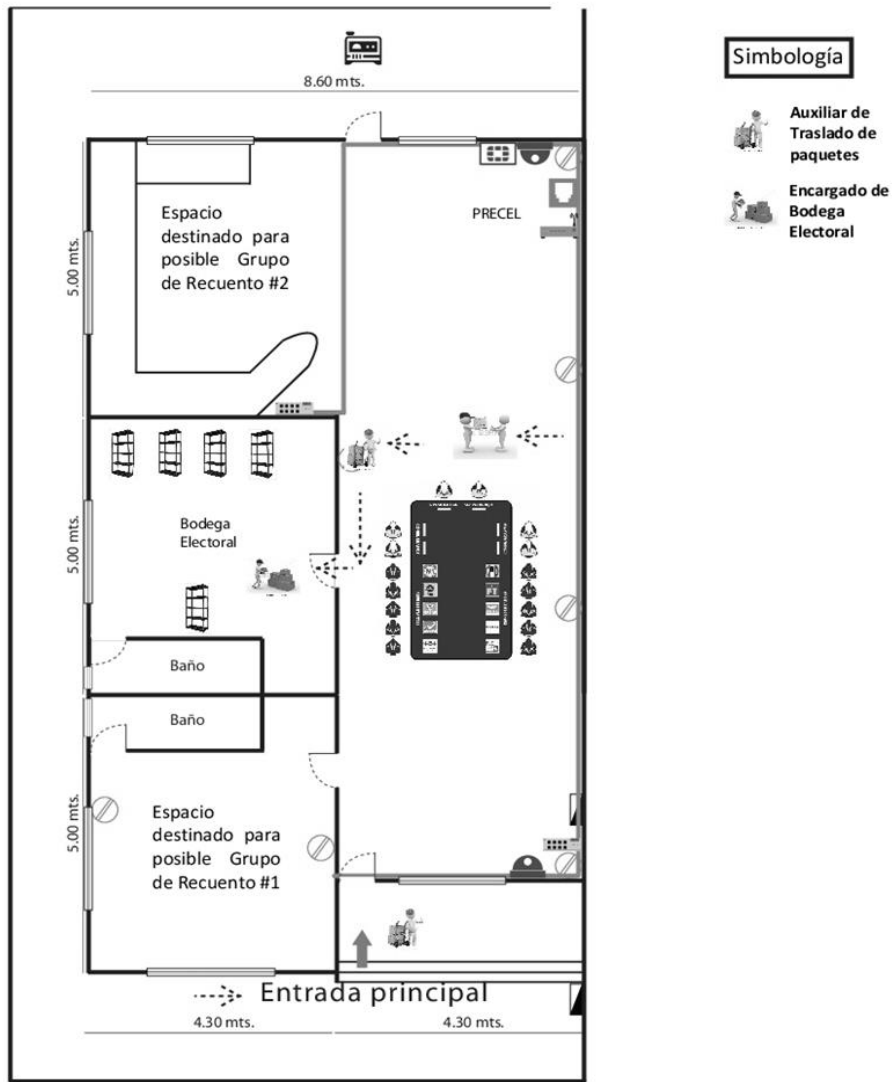 8.60 mts.
Simbología
Auxiliar de
Traslado de
paquetes
Encargado de
Bodega
Electoral
5.00 mts.
Espacio
destinado para
posible Grupo
de Recuento #2
PRECEL
5.00 mts.
Bodega
Electoral
Baño
Baño
5.00 mts.
Espacio
destinado para
posible Grupo
de Recuento #1
Entrada principal
4.30 mts.
4.30 mts.